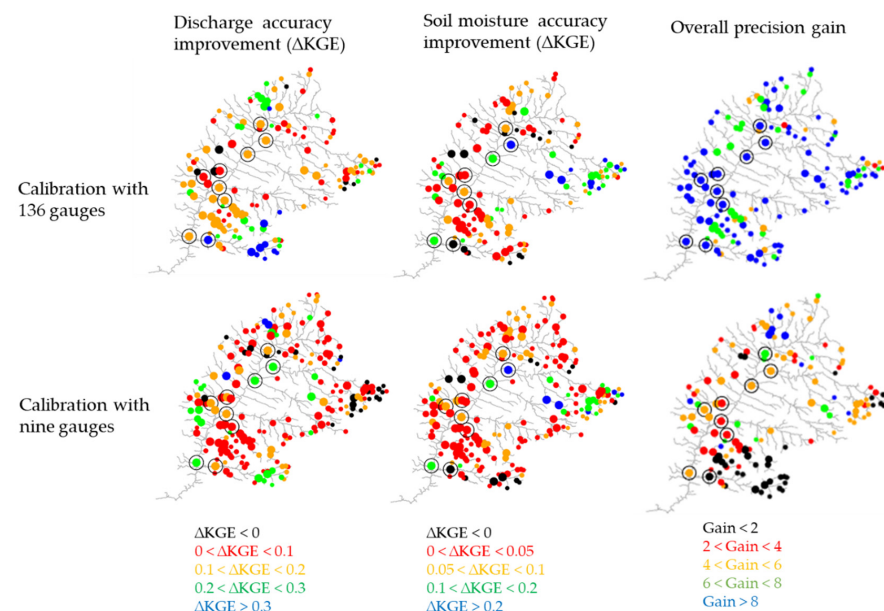 Discharge accuracy
improvement (ΔKGE)
Soil moisture accuracy
improvement (ΔKGE)
Overall precision gain
Calibration with
136 gauges
Calibration with
nine gauges
ΔKGE < 0
0 < ΔKGE < 0.1
0.1 < ΔKGE < 0.2
0.2 < ΔKGE < 0.3
ΔKGE > 0.3
ΔKGE < 0
0 < ΔKGE < 0.05
0.05 < ΔKGE < 0.1
0.1 < ΔKGE < 0.2
ΔKGE > 0.2
Gain < 2
2 < Gain < 4
4 < Gain < 6
6 < Gain < 8
Gain > 8